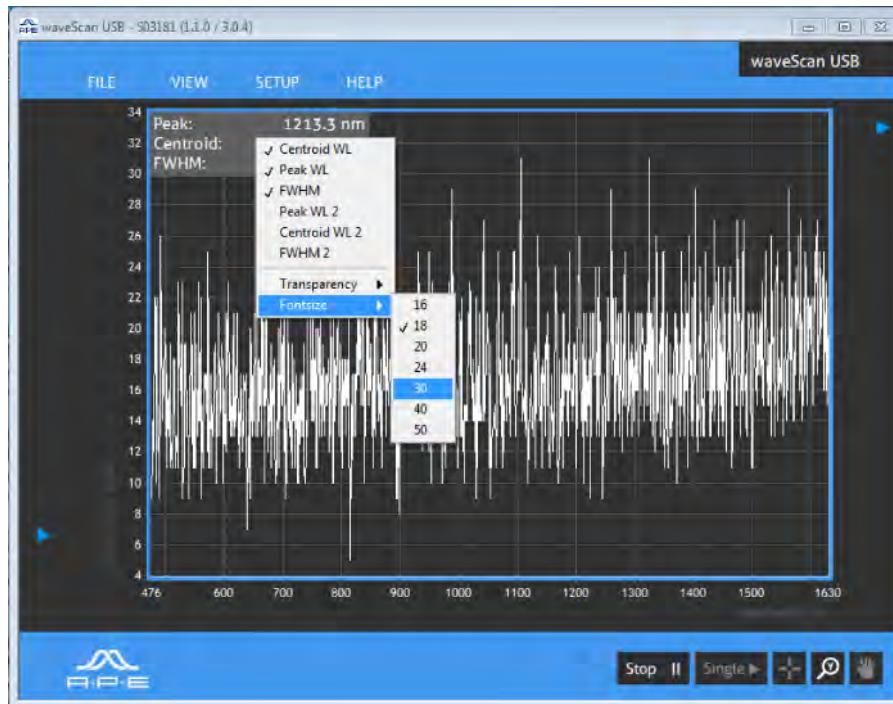 APE waveScan USB - S03181 (1.1.0 / 3.0.4)
waveScan USB
FILE VIEW SETUP HELP
Peak: 1213.3 nm
Centroid:
FWHM:
✓ Centroid WL
✓ Peak WL
✓ FWHM
Peak WL 2
Centroid WL 2
FWHM 2
Transparency
Fontsize
16
✓ 18
20
24
30
40
50
34
32
30
28
26
24
22
20
18
16
14
12
10
8
6
4
476 600 700 800 900 1000 1100 1200 1300 1400 1500 1630
A·P·E
Stop Single